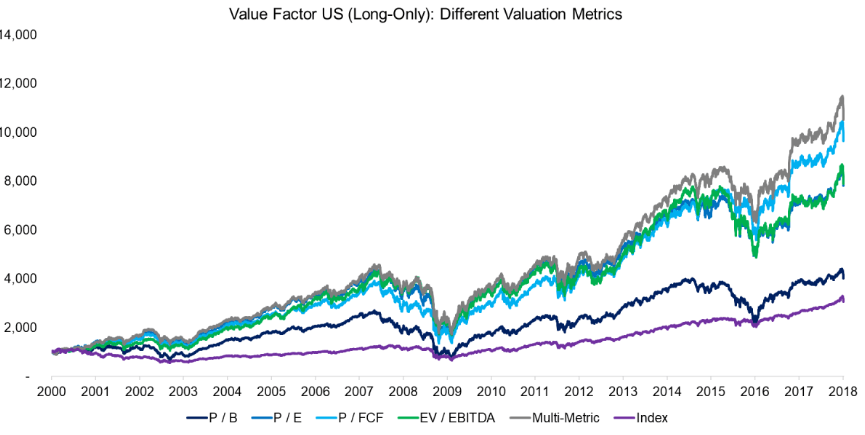 Value Factor US (Long-Only): Different Valuation Metrics
14,000
12,000
10,000
8,000
6,000
4,000
2,000
-
2000 2001 2002 2003 2004 2005 2006 2007 2008 2009 2010 2011 2012 2013 2014 2015 2016 2017 2018
P / B P / E P / FCF EV / EBITDA Multi-Metric Index